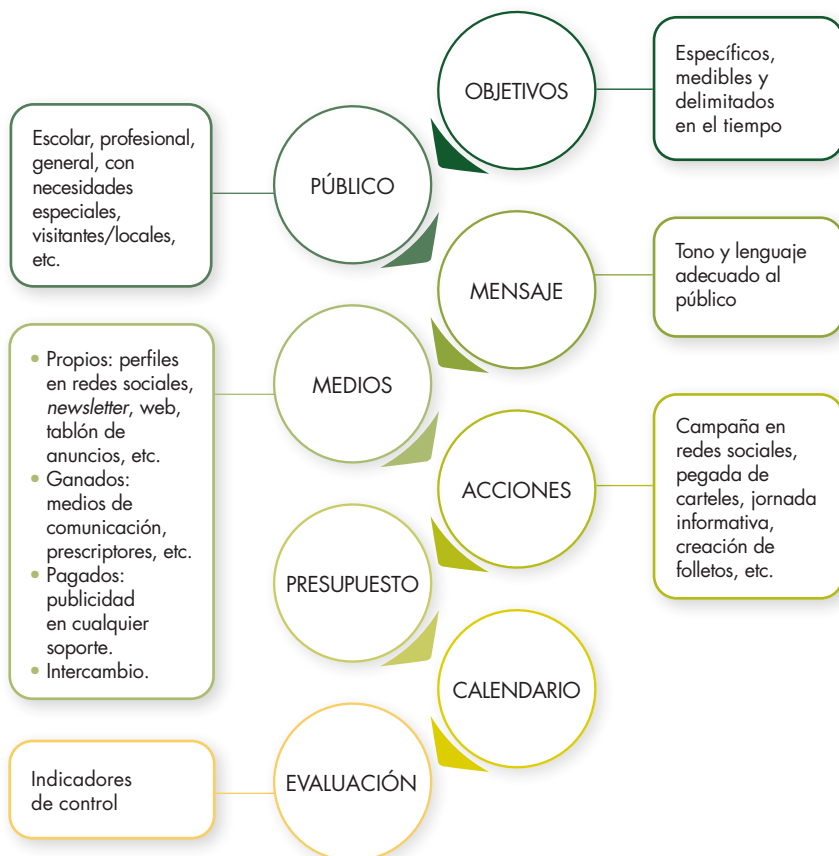 OBJETIVOS
Específicos,
medibles y
delimitados
en el tiempo
PÚBLICO
Escolar, profesional,
general, con
necesidades
especiales,
visitantes/locales,
etc.
MENSAJE
Tono y lenguaje
adecuado al
público
MEDIOS
• Propios: perfiles
en redes sociales,
newsletter, web,
tablón de
anuncios, etc.
• Ganados:
medios de
comunicación,
prescriptores, etc.
• Pagados:
publicidad
en cualquier
soporte.
• Intercambio.
ACCIONES
Campaña en
redes sociales,
pegada de
carteles, jornada
informativa,
creación de
folletos, etc.
PRESUPUESTO
CALENDARIO
EVALUACIÓN
Indicadores
de control